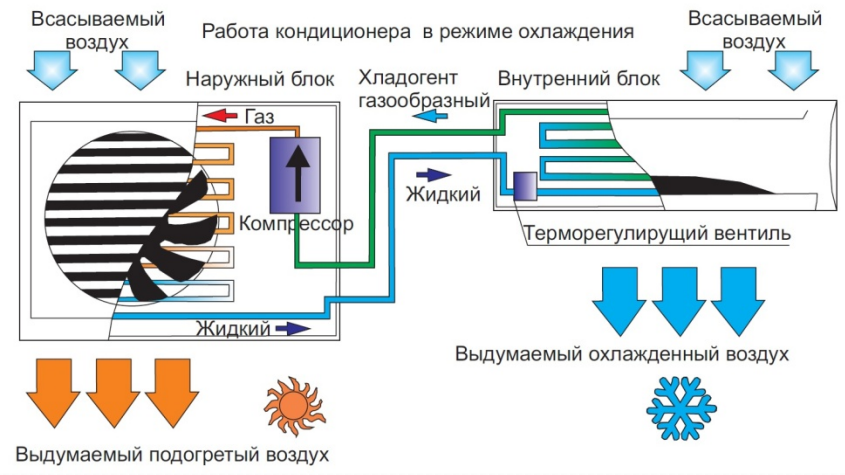 Всасываемый
воздух
Работа кондиционера в режиме охлаждения
Всасываемый
воздух
Наружный блок
Хладогент
газообразный
Внутренний блок
Газ
Жидкий
Компрессор
Терморегулирущий вентиль
Жидкий
Выдумаемый охлажденный воздух
Выдумаемый подогретый воздух